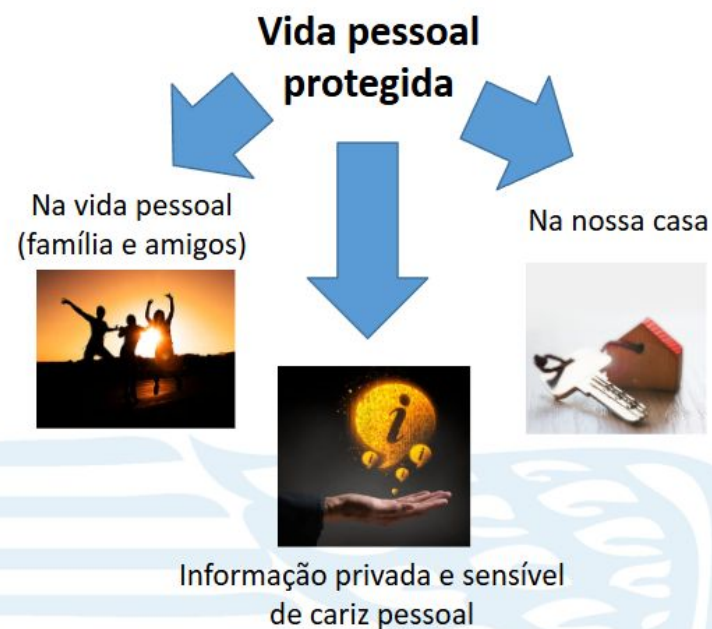 Vida pessoal
protegida
Na vida pessoal
(família e amigos)
Na nossa casa
i
i
i
i
Informação privada e sensível
de cariz pessoal